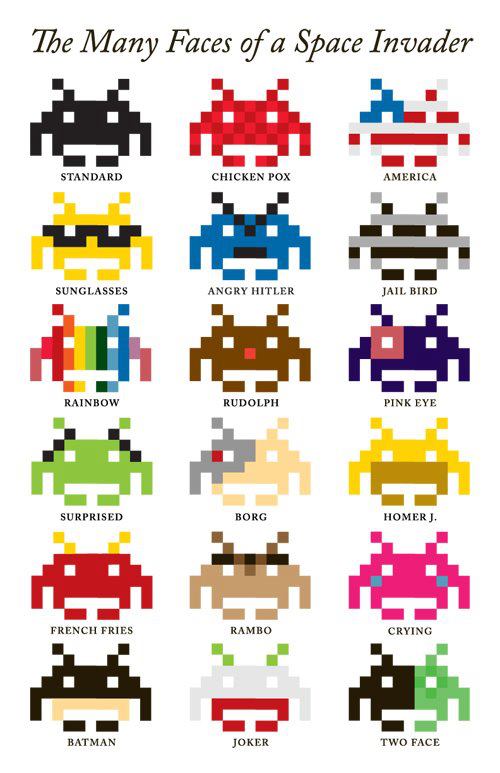 The Many Faces of a Space Invader
STANDARD
CHICKEN POX
AMERICA
SUNGLASSES
ANGRY HITLER
JAIL BIRD
RAINBOW
RUDOLPH
PINK EYE
SURPRISED
BORG
HOMER J.
FRENCH FRIES
RAMBO
CRYING
BATMAN
JOKER
TWO FACE